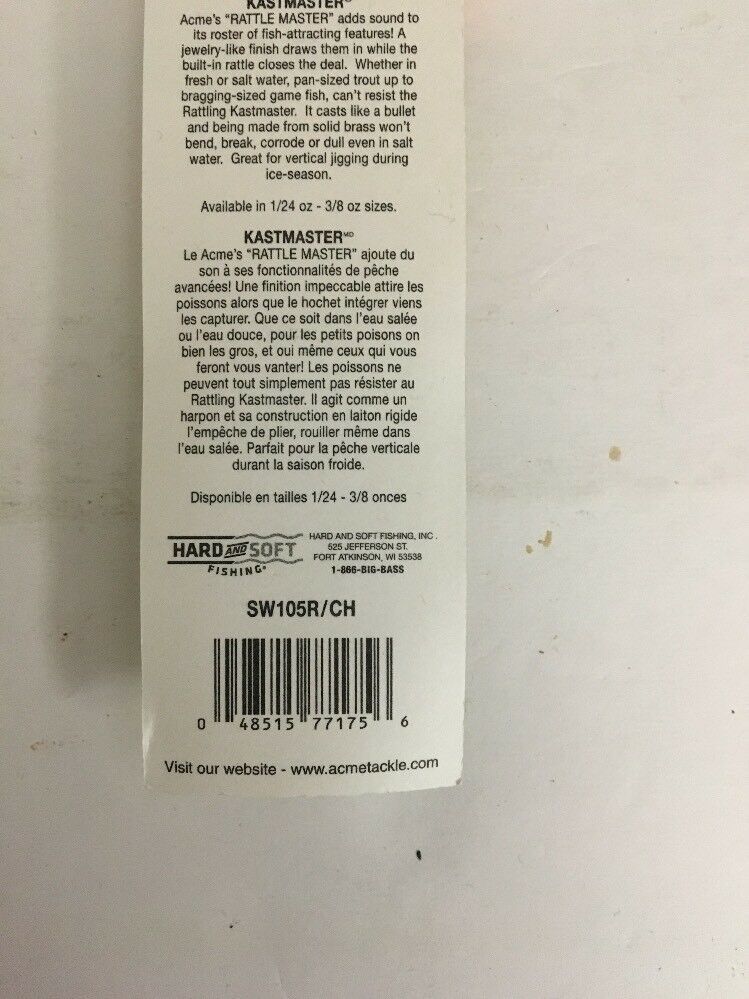 KASTMASTER®
Acme's "RATTLE MASTER" adds sound to
its roster of fish-attracting features! A
jewelry-like finish draws them in while the
built-in rattle closes the deal. Whether in
fresh or salt water, pan-sized trout up to
bragging-sized game fish, can't resist the
Rattling Kastmaster. It casts like a bullet
and being made from solid brass won't
bend, break, corrode or dull even in salt
water. Great for vertical jigging during
ice-season.
Available in 1/24 oz - 3/8 oz sizes.
KASTMASTERMD
Le Acme's "RATTLE MASTER" ajoute du
son à ses fonctionnalités de pêche
avancées! Une finition impeccable attire les
poissons alors que le hochet intégrer viens
les capturer. Que ce soit dans l'eau salée
ou l'eau douce, pour les petits poisons on
bien les gros, et oui même ceux qui vous
feront vous vanter! Les poissons ne
peuvent tout simplement pas résister au
Rattling Kastmaster. Il agit comme un
harpon et sa construction en laiton rigide
l'empêche de plier, rouiller même dans
l'eau salée. Parfait pour la pêche verticale
durant la saison froide.
Disponible en tailles 1/24 - 3/8 onces
HARD AND SOFT
FISHING®
HARD AND SOFT FISHING, INC.
525 JEFFERSON ST.
FORT ATKINSON, WI 53538
1-866-BIG-BASS
SW105R/CH
0 48515 77175 6
Visit our website - www.acmetackle.com